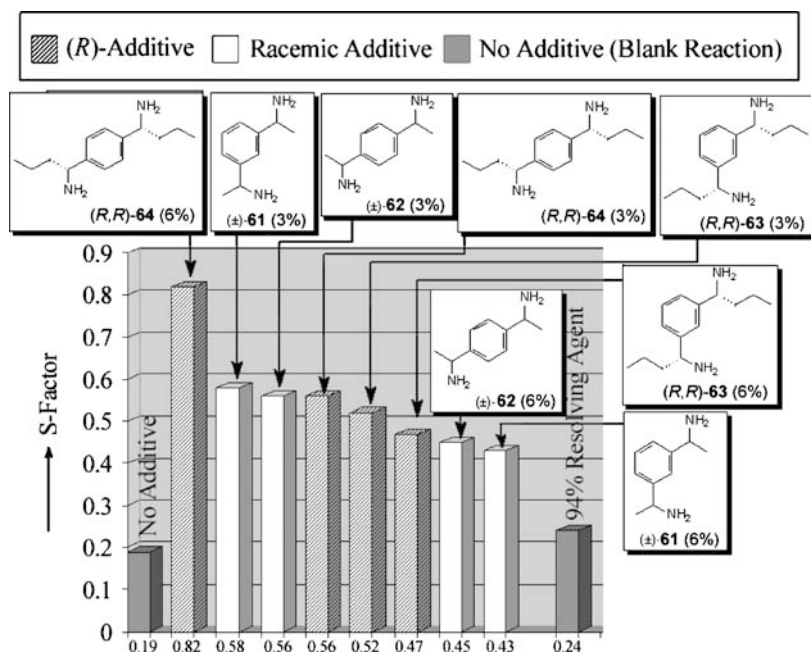 (R)-Additive Racemic Additive No Additive (Blank Reaction)
NH2
NH2
(R,R)-64 (6%)
NH2
NH2
(±)-61 (3%)
NH2
NH2
(±)-62 (3%)
NH2
NH2
(R,R)-64 (3%)
NH2
NH2
(R,R)-63 (3%)
NH2
NH2
(±)-62 (6%)
NH2
NH2
(R,R)-63 (6%)
NH2
NH2
(±)-61 (6%)
S-Factor
0.9
0.8
0.7
0.6
0.5
0.4
0.3
0.2
0.1
0
No Additive
94% Resolving Agent
0.19 0.82 0.58 0.56 0.56 0.52 0.47 0.45 0.43 0.24